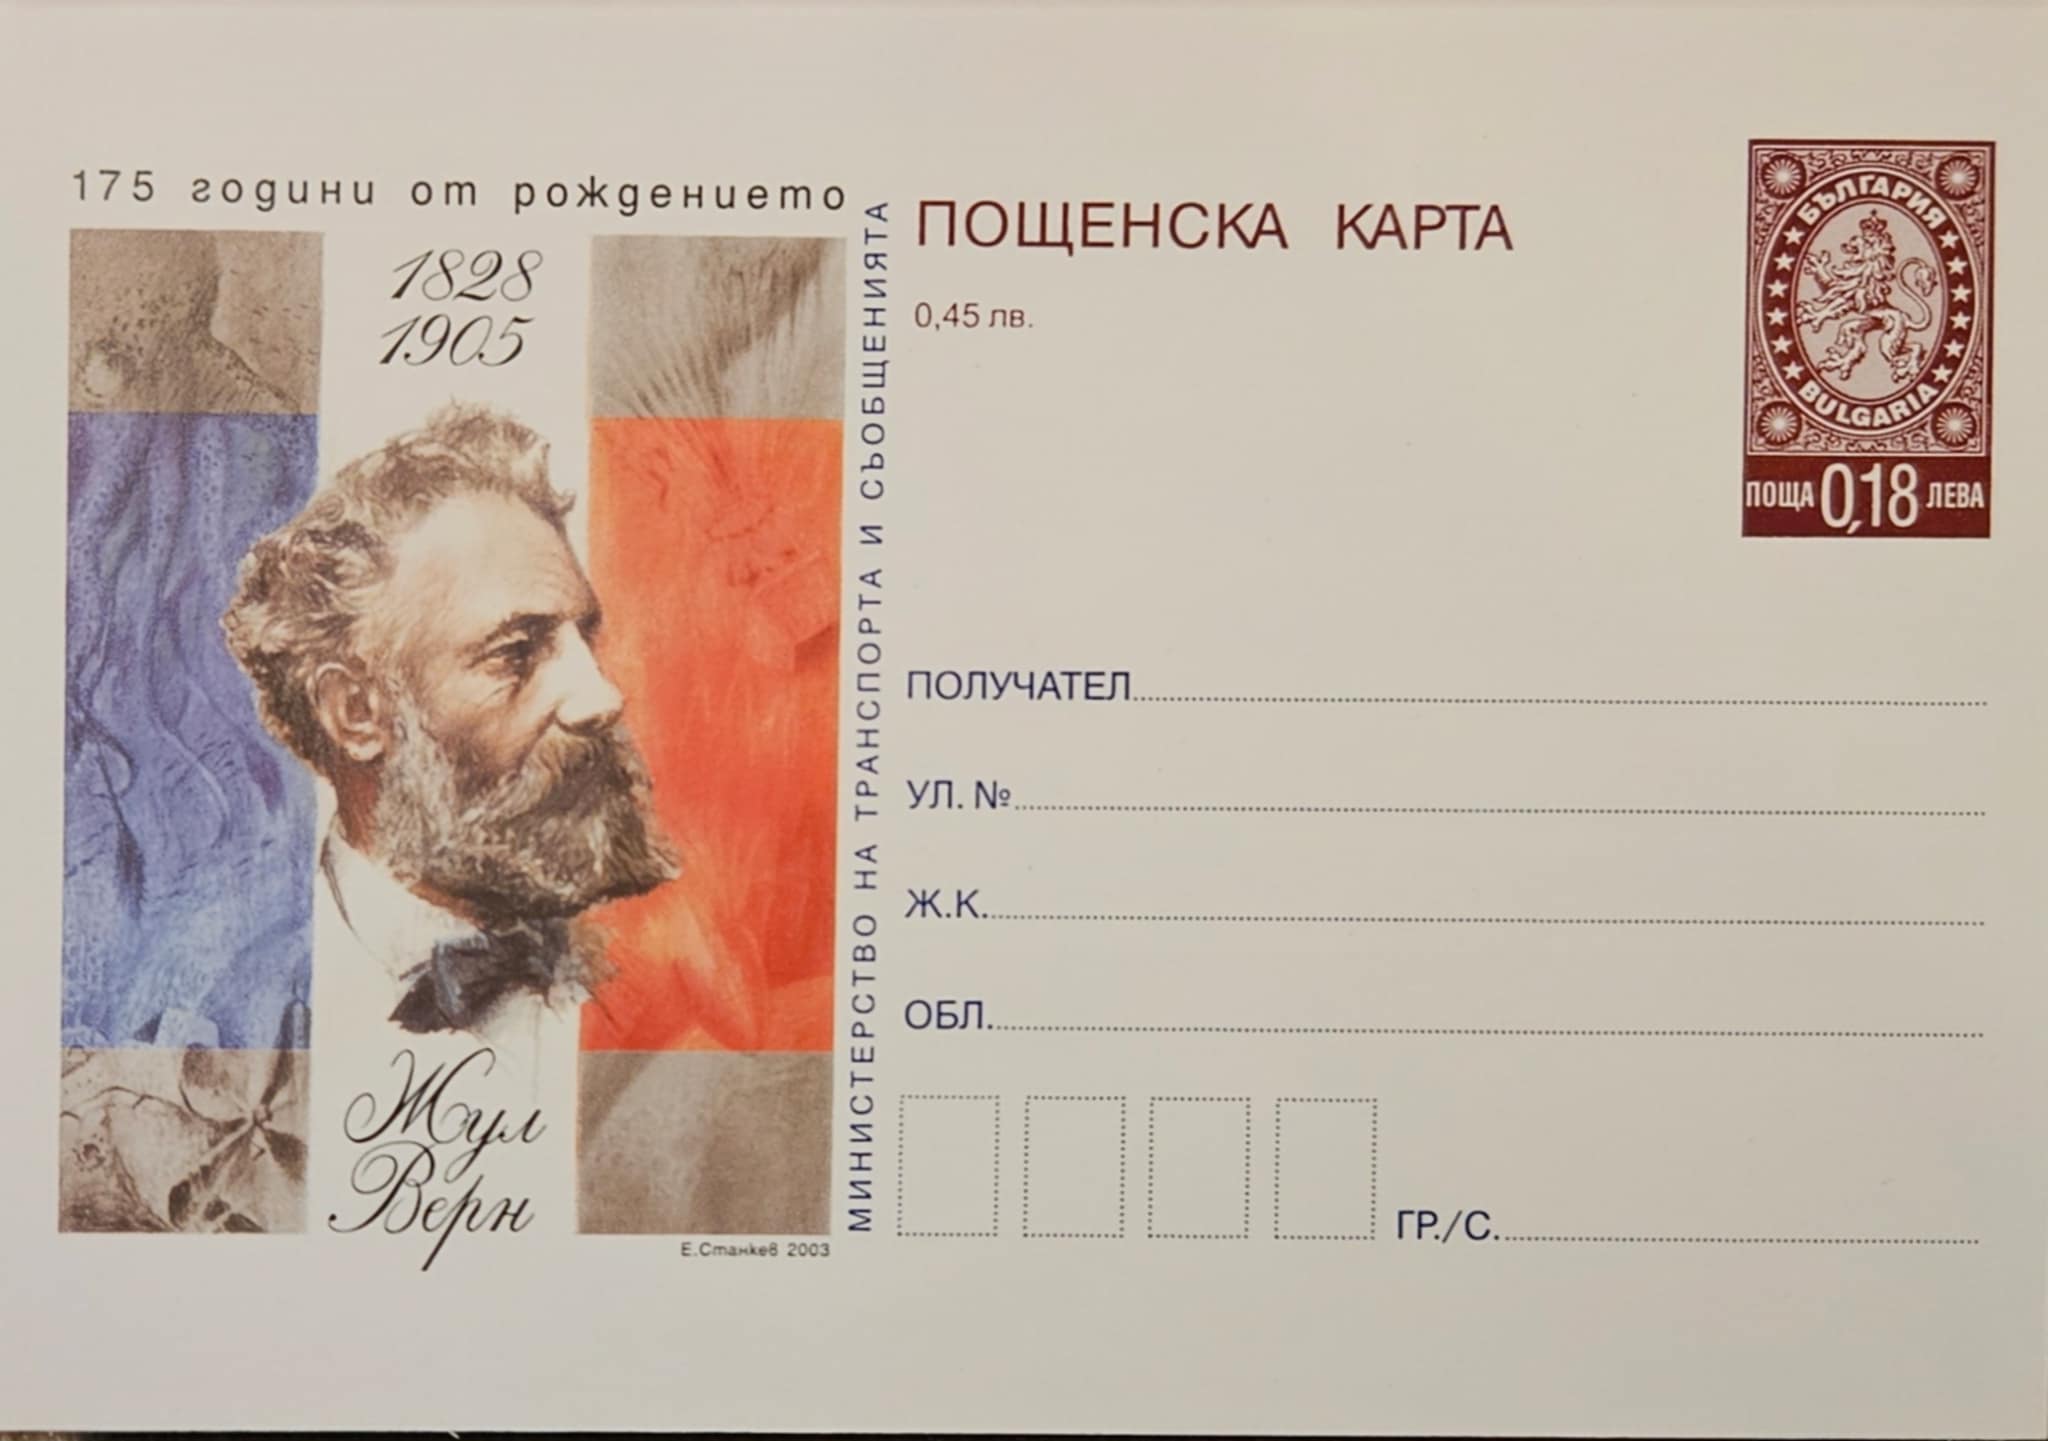 175 години от рождението
1828
1905
Жул
Верн
Е.Станкев 2003
МИНИСТЕРСТВО НА ТРАНСПОРТА И СЪОБЩЕНИЯТА
ПОЩЕНСКА КАРТА
0,45 лв.
БЪЛГАРИЯ
BULGARIA
ПОЩА 0,18 ЛЕВА
ПОЛУЧАТЕЛ
УЛ. №
Ж.К.
ОБЛ.
ГР./С.